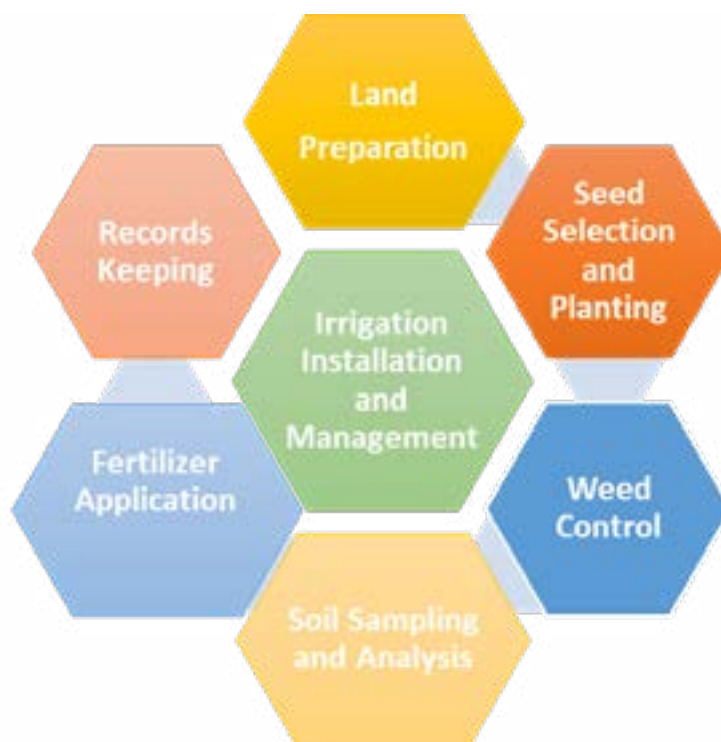 Land
Preparation
Seed
Selection
and
Planting
Records
Keeping
Irrigation
Installation
and
Management
Fertilizer
Application
Weed
Control
Soil Sampling
and Analysis